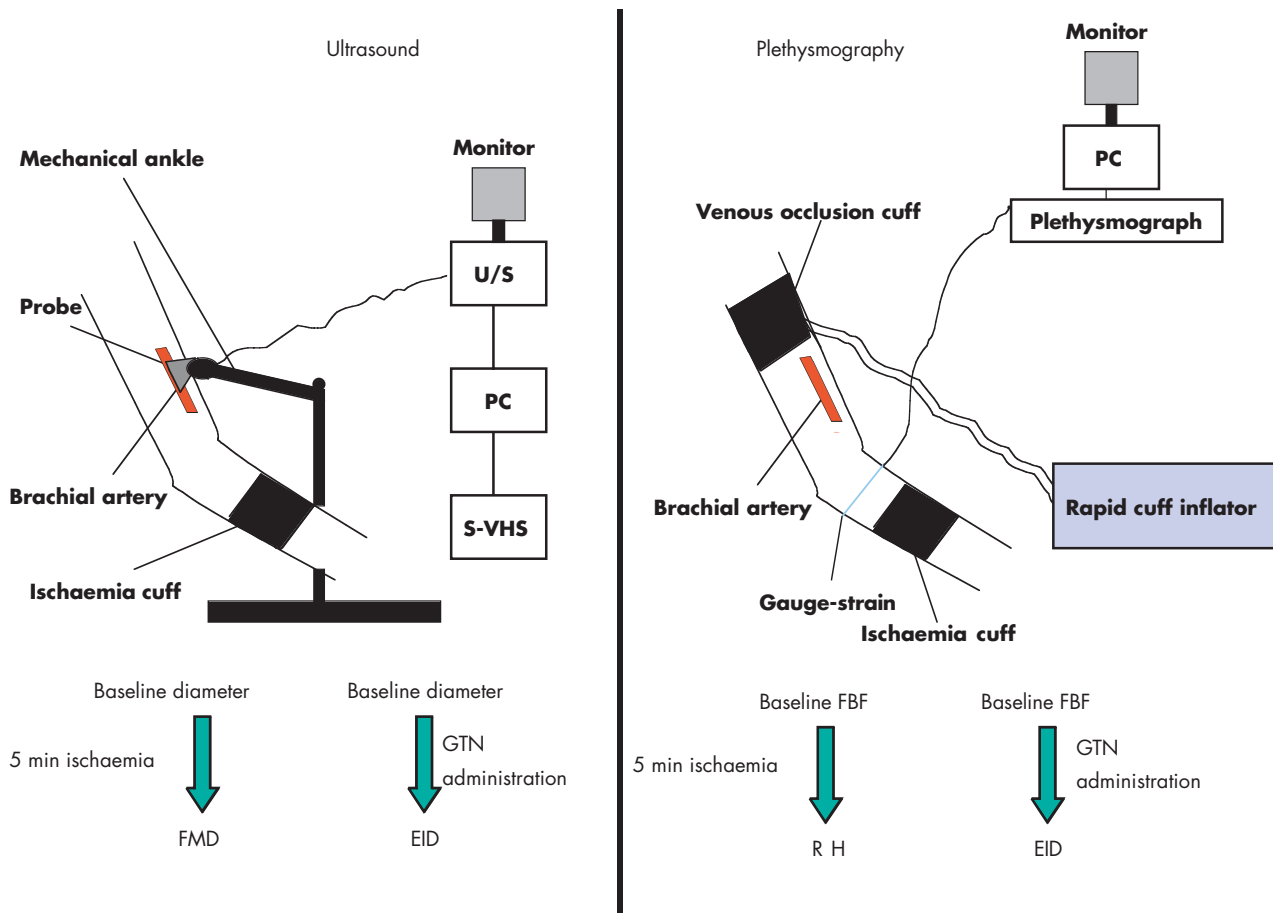 Ultrasound
Mechanical ankle
Monitor
U/S
Probe
PC
Brachial artery
S-VHS
Ischaemia cuff
Baseline diameter
5 min ischaemia
FMD
Baseline diameter
GTN
administration
EID
Plethysmography
Monitor
PC
Venous occlusion cuff
Plethysmograph
Brachial artery
Rapid cuff inflator
Gauge-strain
Ischaemia cuff
Baseline FBF
5 min ischaemia
R H
Baseline FBF
GTN
administration
EID